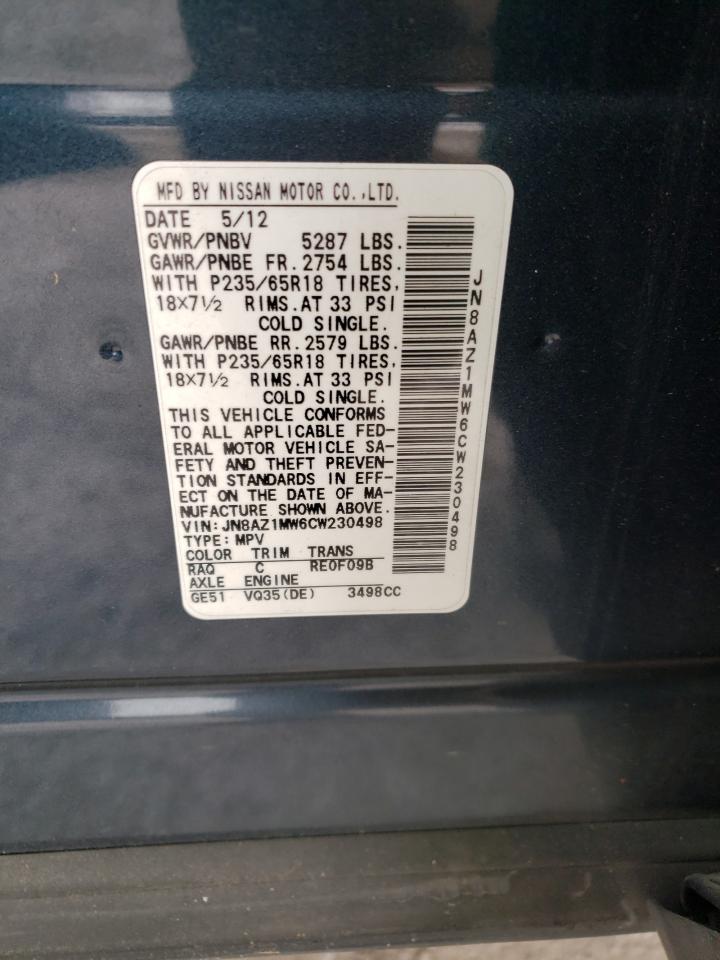 MFD BY NISSAN MOTOR CO.,LTD.
DATE 5/12
GVWR/PNBV 5287 LBS.
GAWR/PNBE FR.2754 LBS.
WITH P235/65R18 TIRES,
18X7½ RIMS.AT 33 PSI
COLD SINGLE.
GAWR/PNBE RR.2579 LBS.
WITH P235/65R18 TIRES,
18X7½ RIMS.AT 33 PSI
COLD SINGLE.
THIS VEHICLE CONFORMS
TO ALL APPLICABLE FED-
ERAL MOTOR VEHICLE SA-
FETY AND THEFT PREVEN-
TION STANDARDS IN EFF-
ECT ON THE DATE OF MA-
NUFACTURE SHOWN ABOVE.
VIN:JN8AZ1MW6CW230498
TYPE:MPV
COLOR TRIM TRANS
RAQ C RE0F09B
AXLE ENGINE
GE51 VQ35(DE) 3498CC
JN8AZ1MW6CW230498